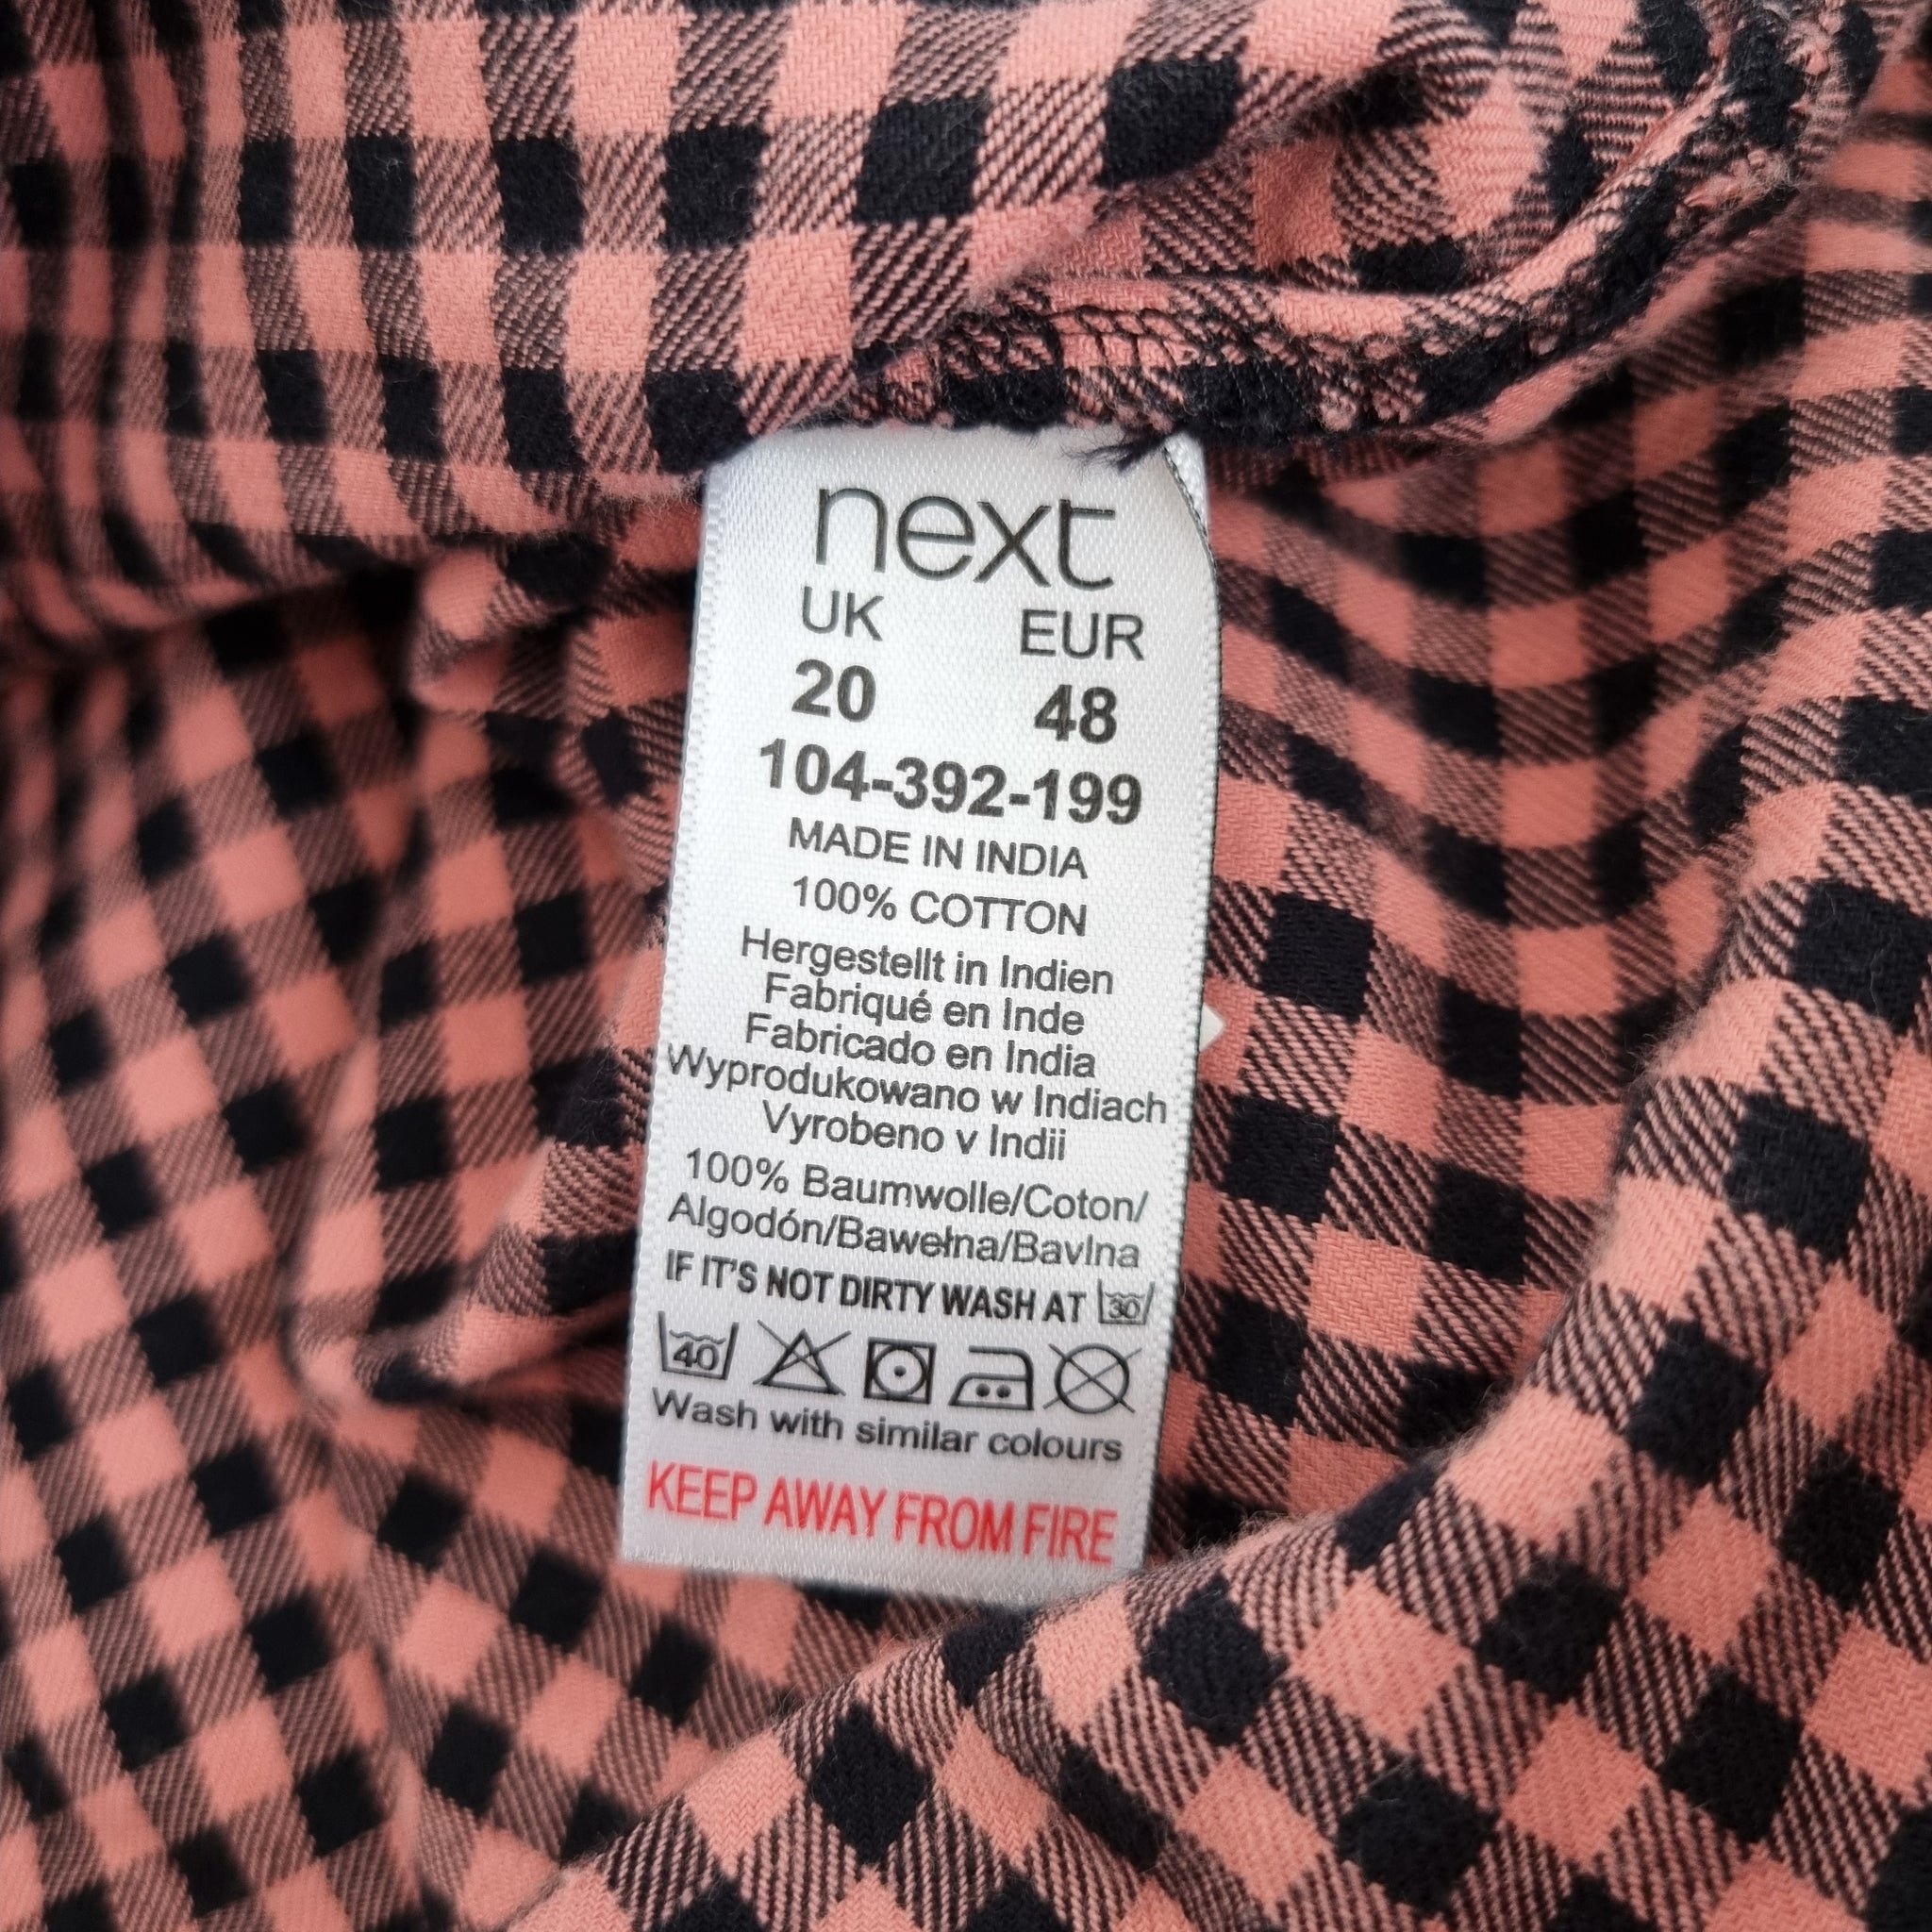 next
UK EUR
20 48
104-392-199
MADE IN INDIA
100% COTTON
Hergestellt in Indien
Fabriqué en Inde
Fabricado en India
Wyprodukowano w Indiach
Vyrobeno v Indii
100% Baumwolle/Coton/
Algodón/Bawełna/Bavlna
IF IT'S NOT DIRTY WASH AT 30
40
Wash with similar colours
KEEP AWAY FROM FIRE